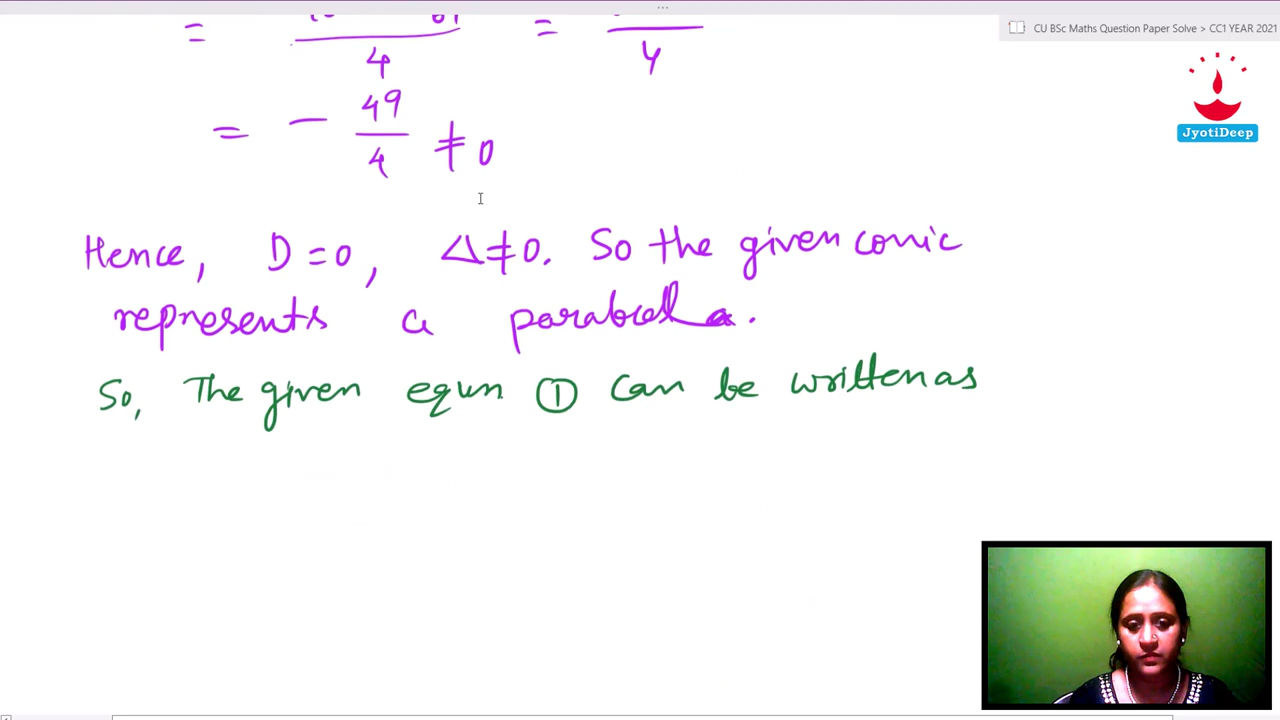 CU BSc Maths Question Paper Solve > CC1 YEAR 2021
JyotiDeep
= 4 = 4
= - 49/4 ≠ 0
Hence, D = 0, Δ ≠ 0. So the given conic
represents a parabola.
So, The given equn ① can be written as